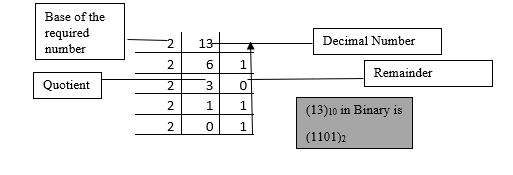 Base of the
required
number
2 13
Decimal Number
2 6 1
Remainder
Quotient
2 3 0
2 1 1
2 0 1
(13)10 in Binary is
(1101)2